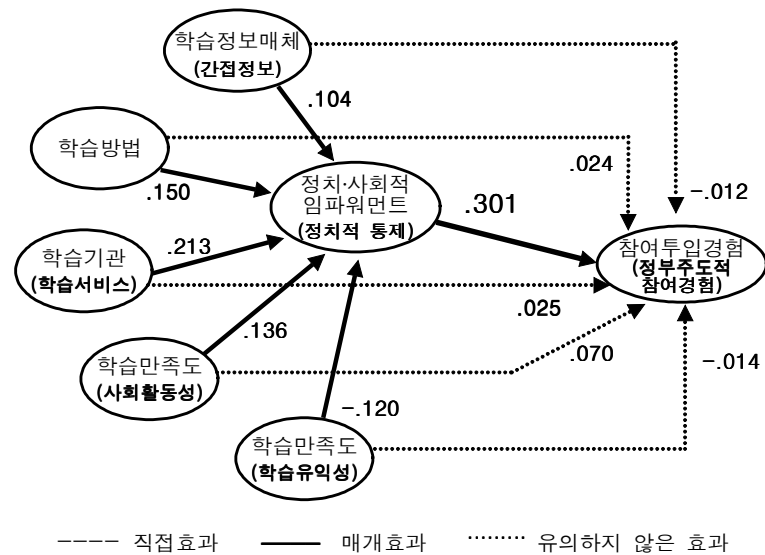 학습정보매체
(간접정보)
.104
학습방법
.024
.150
정치·사회적
임파워먼트
(정치적 통제)
-.012
.301
.213
학습기관
(학습서비스)
참여투입경험
(정부주도적
참여경험)
.025
.136
.070
-.014
학습만족도
(사회활동성)
-.120
학습만족도
(학습유익성)
직접효과 매개효과 유의하지 않은 효과